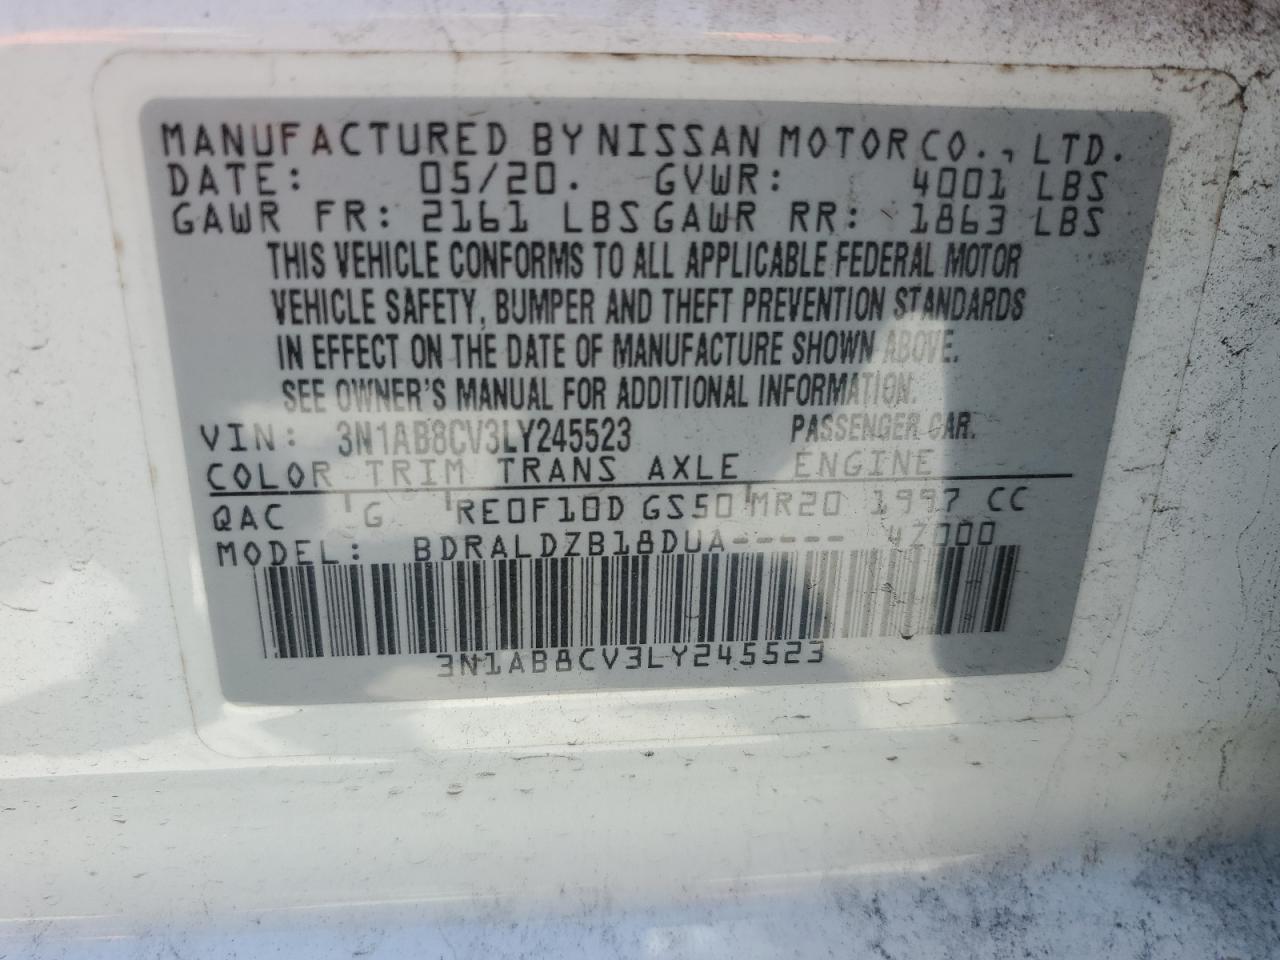 MANUFACTURED BY NISSAN MOTOR CO., LTD.
DATE: 05/20. GVWR: 4001 LBS
GAWR FR: 2161 LBS GAWR RR: 1863 LBS
THIS VEHICLE CONFORMS TO ALL APPLICABLE FEDERAL MOTOR
VEHICLE SAFETY, BUMPER AND THEFT PREVENTION STANDARDS
IN EFFECT ON THE DATE OF MANUFACTURE SHOWN ABOVE.
SEE OWNER'S MANUAL FOR ADDITIONAL INFORMATION.
VIN: 3N1AB8CV3LY245523 PASSENGER CAR.
COLOR TRIM TRANS AXLE ENGINE
QAC G RE0F10D GS50 MR20 1997 CC
MODEL: BDRALDZB18DUA----- 47000
3N1AB8CV3LY245523